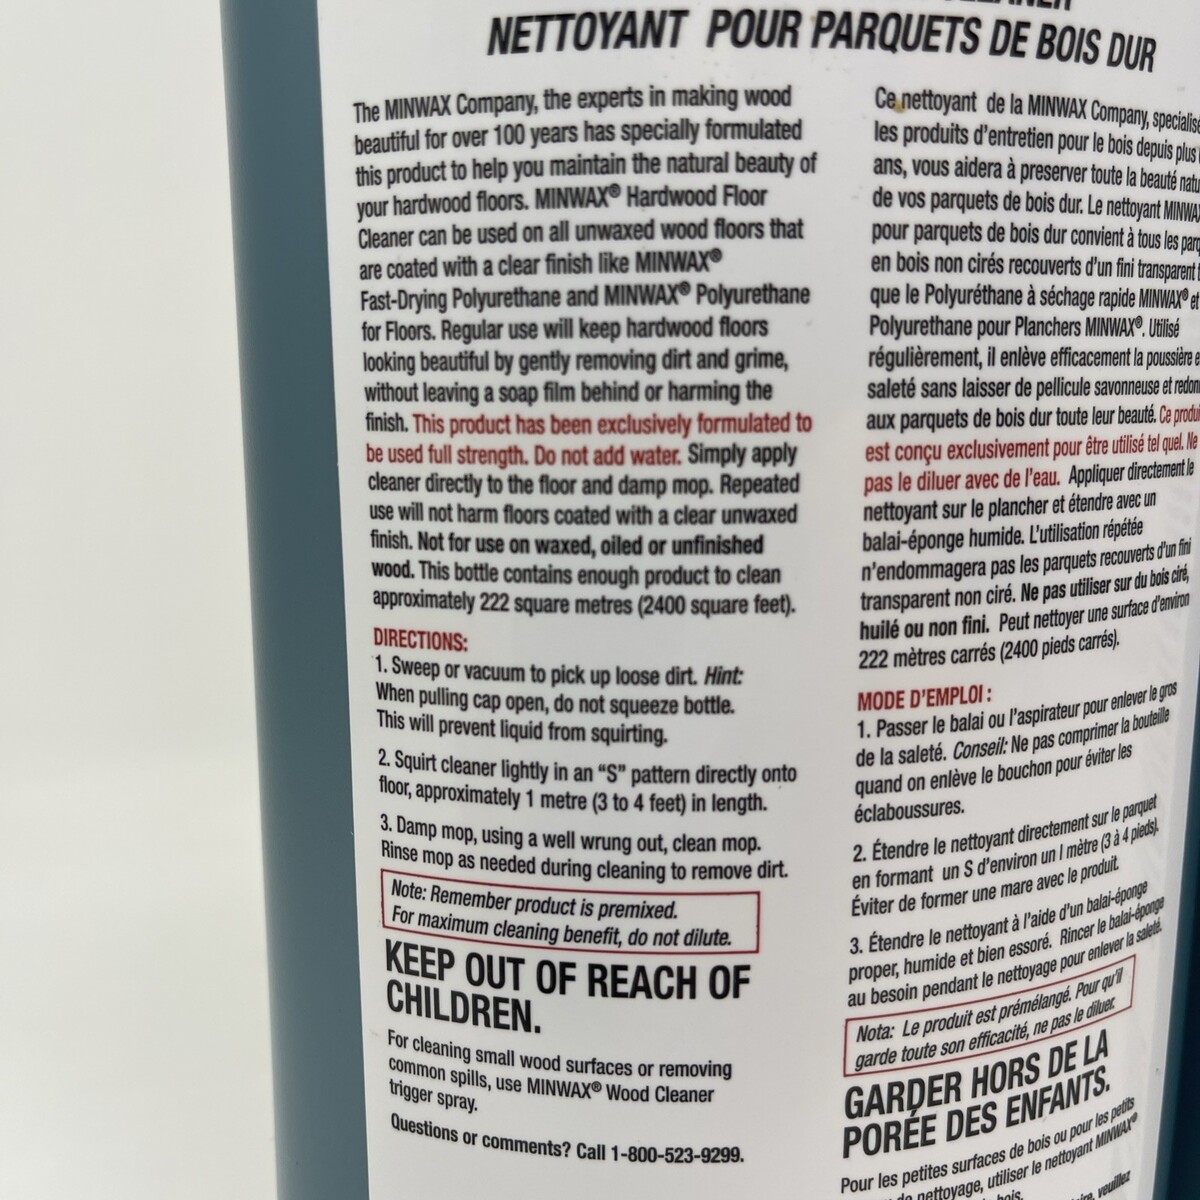 NETTOYANT POUR PARQUETS DE BOIS DUR
The MINWAX Company, the experts in making wood
beautiful for over 100 years has specially formulated
this product to help you maintain the natural beauty of
your hardwood floors. MINWAX® Hardwood Floor
Cleaner can be used on all unwaxed wood floors that
are coated with a clear finish like MINWAX®
Fast-Drying Polyurethane and MINWAX® Polyurethane
for Floors. Regular use will keep hardwood floors
looking beautiful by gently removing dirt and grime,
without leaving a soap film behind or harming the
finish. This product has been exclusively formulated to
be used full strength. Do not add water. Simply apply
cleaner directly to the floor and damp mop. Repeated
use will not harm floors coated with a clear unwaxed
finish. Not for use on waxed, oiled or unfinished
wood. This bottle contains enough product to clean
approximately 222 square metres (2400 square feet).
DIRECTIONS:
1. Sweep or vacuum to pick up loose dirt. Hint:
When pulling cap open, do not squeeze bottle.
This will prevent liquid from squirting.
2. Squirt cleaner lightly in an “S” pattern directly onto
floor, approximately 1 metre (3 to 4 feet) in length.
3. Damp mop, using a well wrung out, clean mop.
Rinse mop as needed during cleaning to remove dirt.
Note: Remember product is premixed.
For maximum cleaning benefit, do not dilute.
KEEP OUT OF REACH OF
CHILDREN.
For cleaning small wood surfaces or removing
common spills, use MINWAX® Wood Cleaner
trigger spray.
Questions or comments? Call 1-800-523-9299.
Ce nettoyant de la MINWAX Company,
les produits d’entretien pour le bois depuis plus
ans, vous aidera à préserver toute la beauté
de vos parquets de bois dur. Le nettoyant MINWAX
pour parquets de bois dur convient à tous les
en bois non cirés recouverts d’un fini transparent
que le Polyuréthane à séchage rapide MINWAX® et
Polyurethane pour Planchers MINWAX®. Utilisé
régulièrement, il enlève efficacement la poussière
saleté sans laisser de pellicule savonneuse et
aux parquets de bois dur toute leur beauté. Ce
est conçu exclusivement pour être utilisé tel quel. Ne
pas le diluer avec de l’eau. Appliquer directement le
nettoyant sur le plancher et étendre avec un
balai-éponge humide. L’utilisation répétée
n’endommagera pas les parquets recouverts d’un fini
transparent non ciré. Ne pas utiliser sur du bois ciré,
huilé ou non fini. Peut nettoyer une surface d’environ
222 mètres carrés (2400 pieds carrés).
MODE D’EMPLOI :
1. Passer le balai ou l’aspirateur pour enlever le gros
de la saleté. Conseil: Ne pas comprimer la bouteille
quand on enlève le bouchon pour éviter les
éclaboussures.
2. Étendre le nettoyant directement sur le parquet
en formant un S d’environ un l mètre (3 à 4 pieds).
Éviter de former une mare avec le produit.
3. Étendre le nettoyant à l’aide d’un balai-éponge
proper, humide et bien essoré. Rincer le balai-éponge
au besoin pendant le nettoyage pour enlever la saleté.
Nota: Le produit est prémélangé. Pour qu’il
garde toute son efficacité, ne pas le diluer.
GARDER HORS DE LA
PORÉE DES ENFANTS.
Pour les petites surfaces de bois ou pour les petits
nettoyage, utiliser le nettoyant MINWAX®
bois.
veuillez